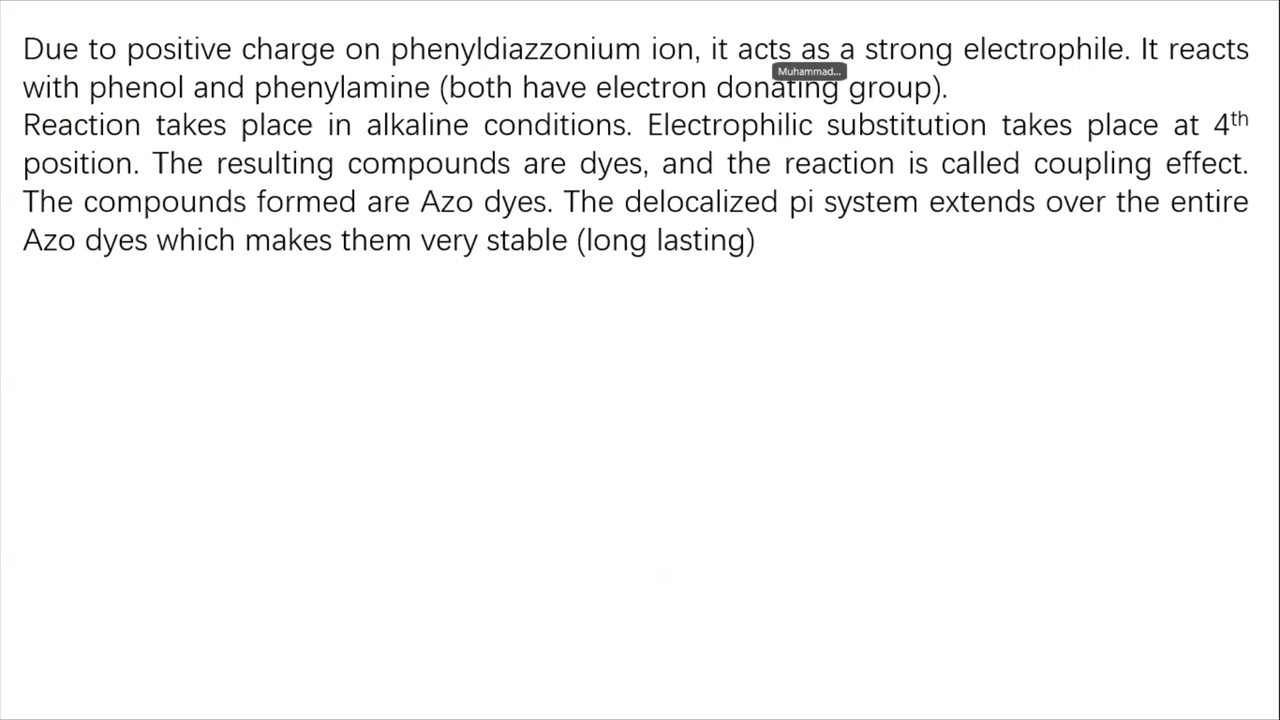 Due to positive charge on phenyldiazzonium ion, it acts as a strong electrophile. It reacts
Muhammad...
with phenol and phenylamine (both have electron donating group).
Reaction takes place in alkaline conditions. Electrophilic substitution takes place at 4th
position. The resulting compounds are dyes, and the reaction is called coupling effect.
The compounds formed are Azo dyes. The delocalized pi system extends over the entire
Azo dyes which makes them very stable (long lasting)